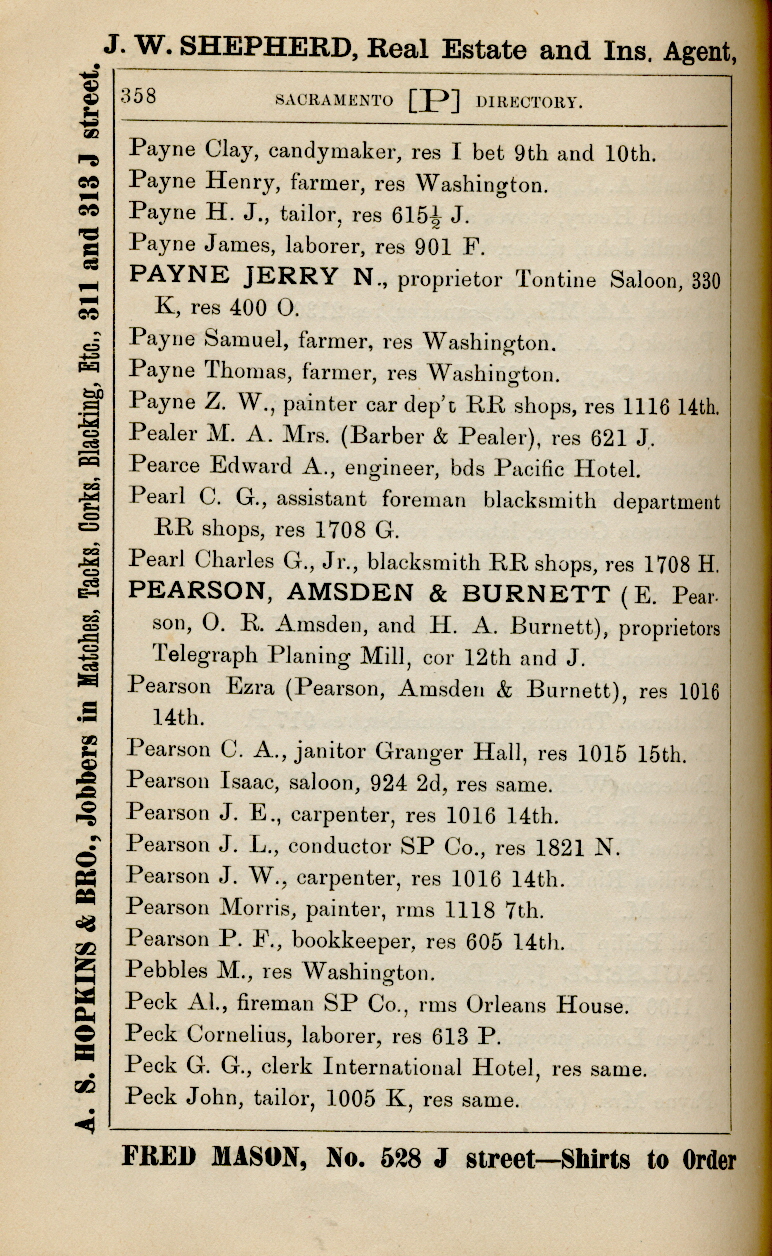 J. W. SHEPHERD, Real Estate and Ins. Agent,
A. S. HOPKINS & BRO., Jobbers in Matches, Tacks, Corks, Blacking, Etc., 311 and 313 J street.
358 SACRAMENTO [P] DIRECTORY.
Payne Clay, candymaker, res I bet 9th and 10th.
Payne Henry, farmer, res Washington.
Payne H. J., tailor, res 615½ J.
Payne James, laborer, res 901 F.
PAYNE JERRY N., proprietor Tontine Saloon, 330
K, res 400 O.
Payne Samuel, farmer, res Washington.
Payne Thomas, farmer, res Washington.
Payne Z. W., painter car dep't RR shops, res 1116 14th.
Pealer M. A. Mrs. (Barber & Pealer), res 621 J.
Pearce Edward A., engineer, bds Pacific Hotel.
Pearl C. G., assistant foreman blacksmith department
RR shops, res 1708 G.
Pearl Charles G., Jr., blacksmith RR shops, res 1708 H.
PEARSON, AMSDEN & BURNETT (E. Pear-
son, O. R. Amsden, and H. A. Burnett), proprietors
Telegraph Planing Mill, cor 12th and J.
Pearson Ezra (Pearson, Amsden & Burnett), res 1016
14th.
Pearson C. A., janitor Granger Hall, res 1015 15th.
Pearson Isaac, saloon, 924 2d, res same.
Pearson J. E., carpenter, res 1016 14th.
Pearson J. L., conductor SP Co., res 1821 N.
Pearson J. W., carpenter, res 1016 14th.
Pearson Morris, painter, rms 1118 7th.
Pearson P. F., bookkeeper, res 605 14th.
Pebbles M., res Washington.
Peck Al., fireman SP Co., rms Orleans House.
Peck Cornelius, laborer, res 613 P.
Peck G. G., clerk International Hotel, res same.
Peck John, tailor, 1005 K, res same.
FRED MASON, No. 528 J street—Shirts to Order